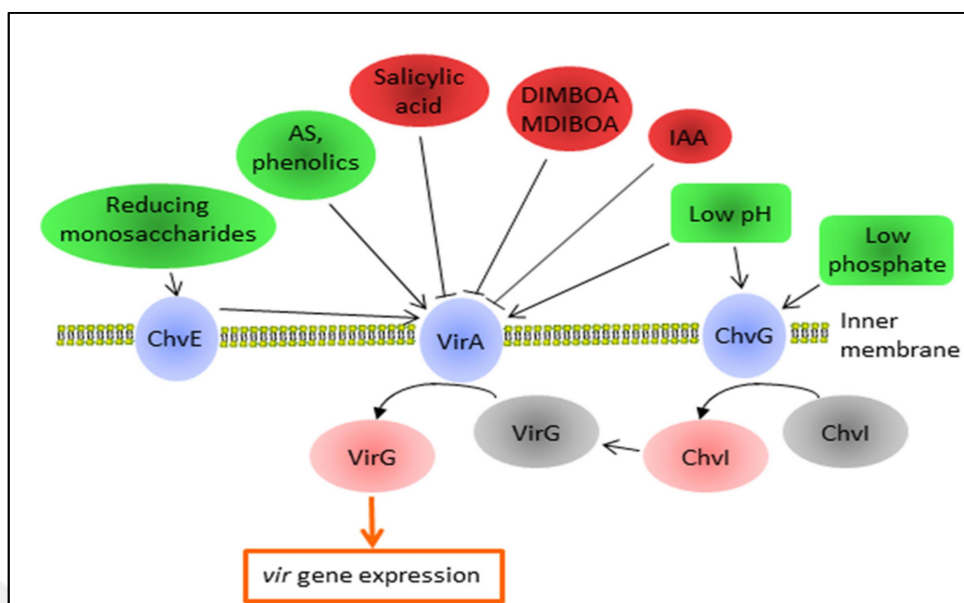 Salicylic
acid
DIMBOA
MDIBOA
IAA
AS,
phenolics
Reducing
monosaccharides
Low pH
Low
phosphate
ChvE
VirA
ChvG
Inner
membrane
VirG
VirG
ChvI
ChvI
vir gene expression